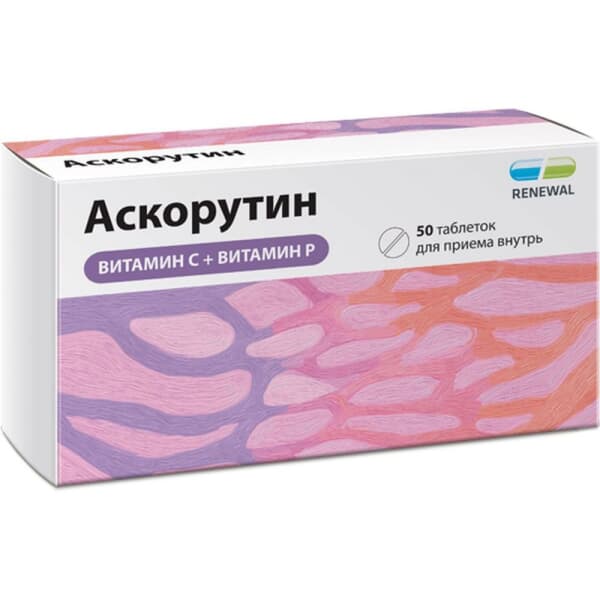 Аскорутин
Аскорутин
ВИТАМИН С + ВИТАМИН Р
RENEWAL
50 таблеток
для приема внутрь